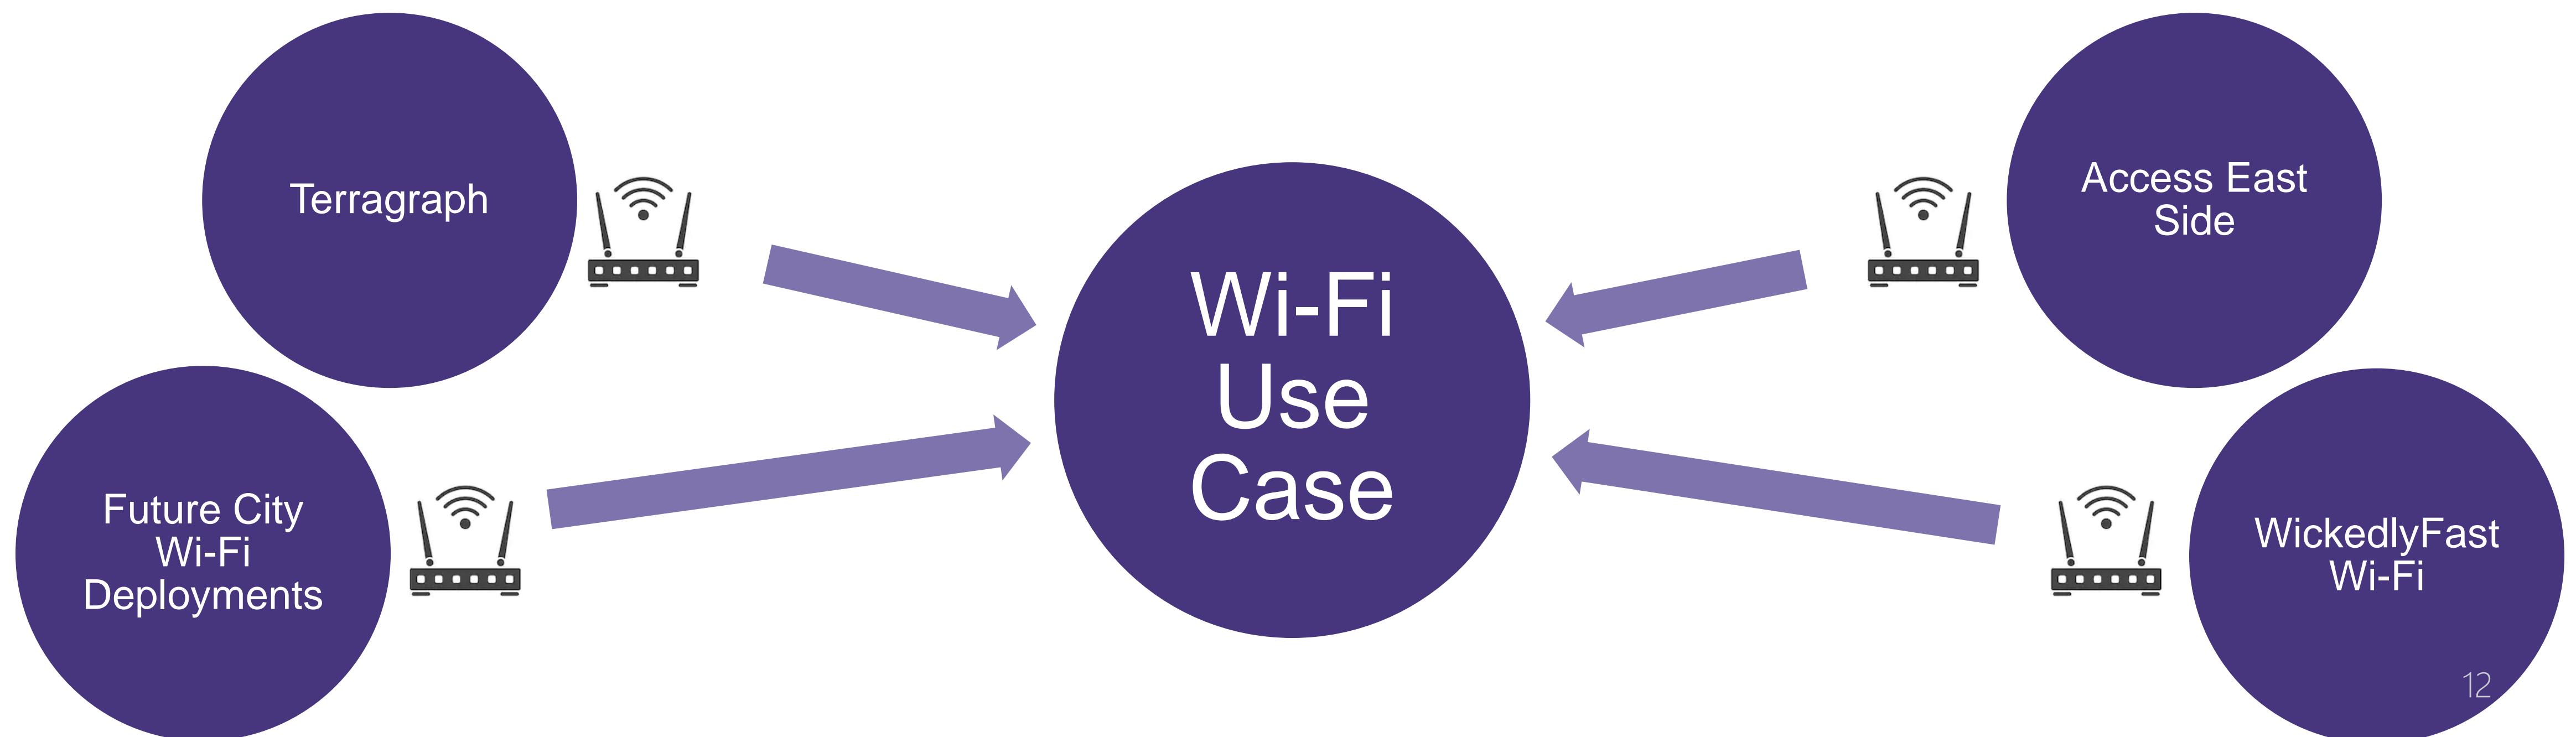 Terragraph
Future City
Wi-Fi
Deployments
Wi-Fi
Use
Case
Access East
Side
WickedlyFast
Wi-Fi
12